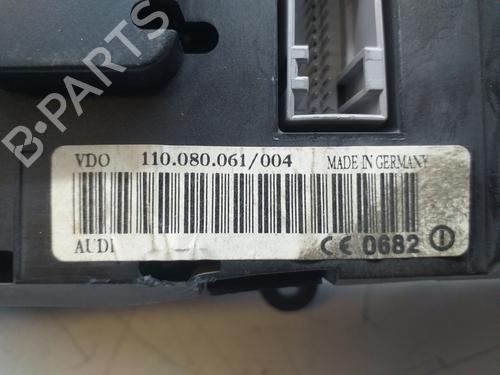 B-PARTS
VDO 110.080.061/004 MADE IN GERMANY
AUDI CE 0682